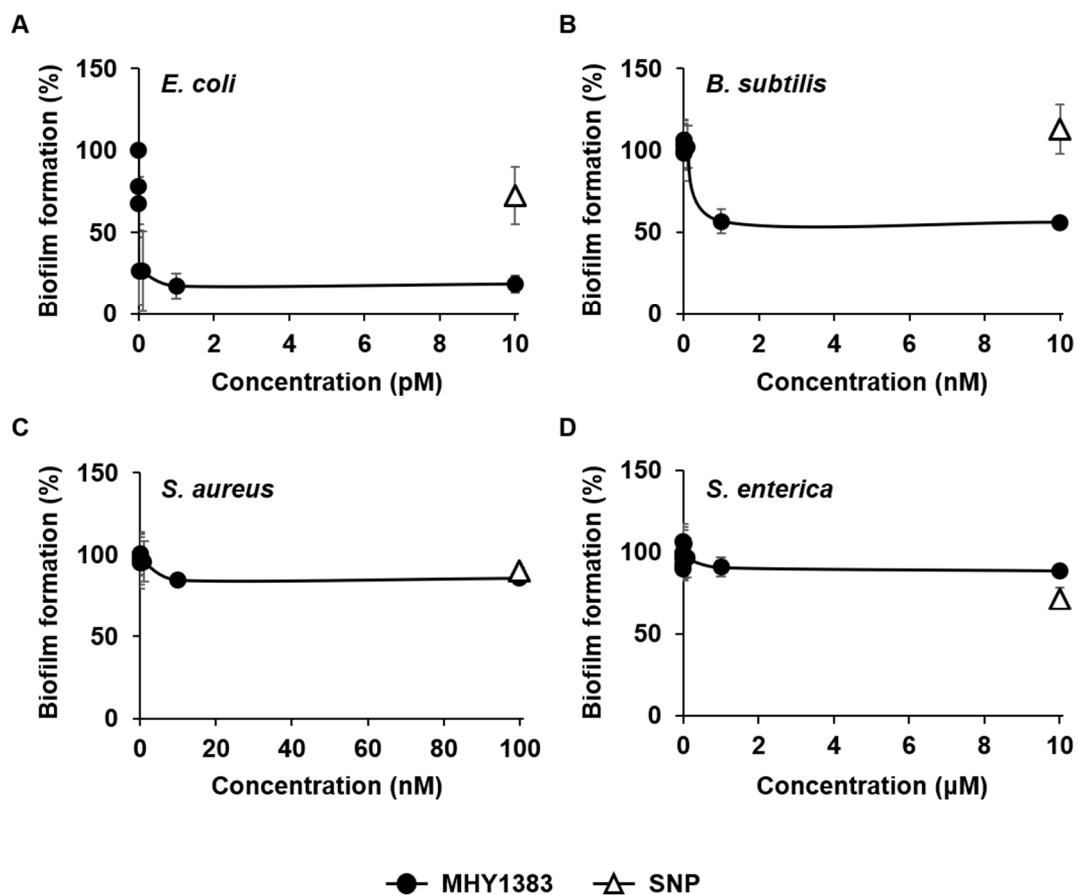 A
B
150
100
50
0
Biofilm formation (%)
E. coli
0 2 4 6 8 10
Concentration (pM)
150
100
50
0
Biofilm formation (%)
B. subtilis
0 2 4 6 8 10
Concentration (nM)
C
D
150
100
50
0
Biofilm formation (%)
S. aureus
0 20 40 60 80 100
Concentration (nM)
150
100
50
0
Biofilm formation (%)
S. enterica
0 2 4 6 8 10
Concentration (µM)
MHY1383 SNP